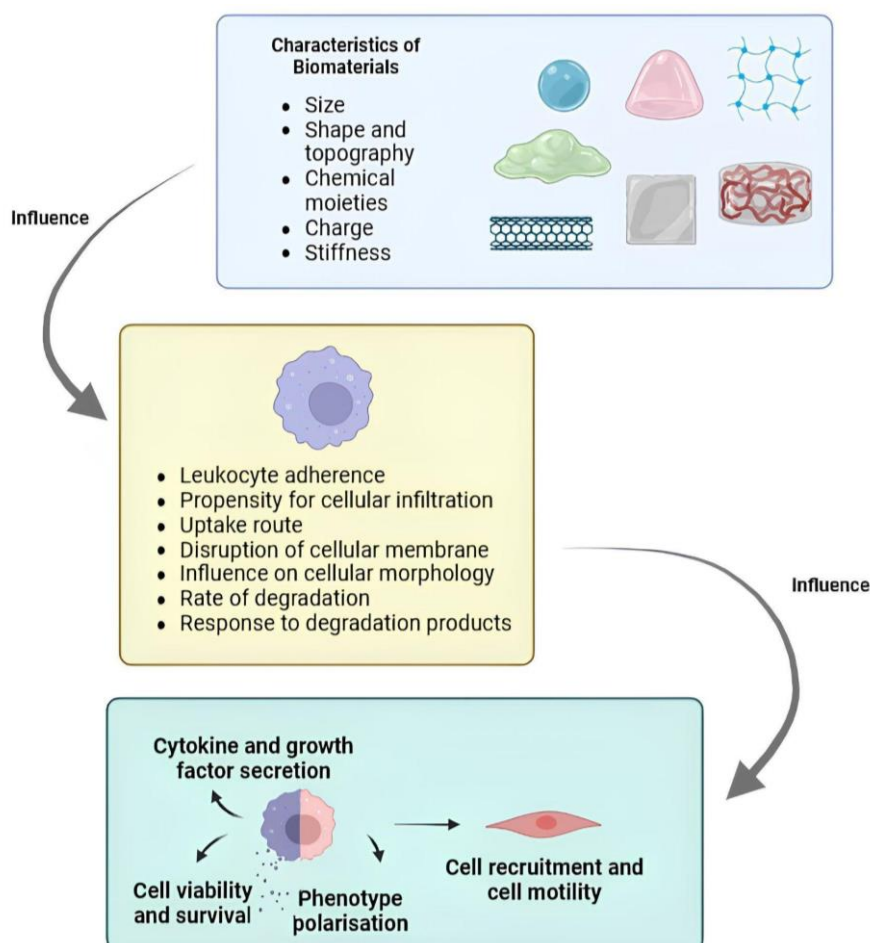 Characteristics of
Biomaterials
• Size
• Shape and
topography
• Chemical
moieties
• Charge
• Stiffness
Influence
• Leukocyte adherence
• Propensity for cellular infiltration
• Uptake route
• Disruption of cellular membrane
• Influence on cellular morphology
• Rate of degradation
• Response to degradation products
Influence
Cytokine and growth
factor secretion
Cell viability
and survival
Phenotype
polarisation
Cell recruitment and
cell motility